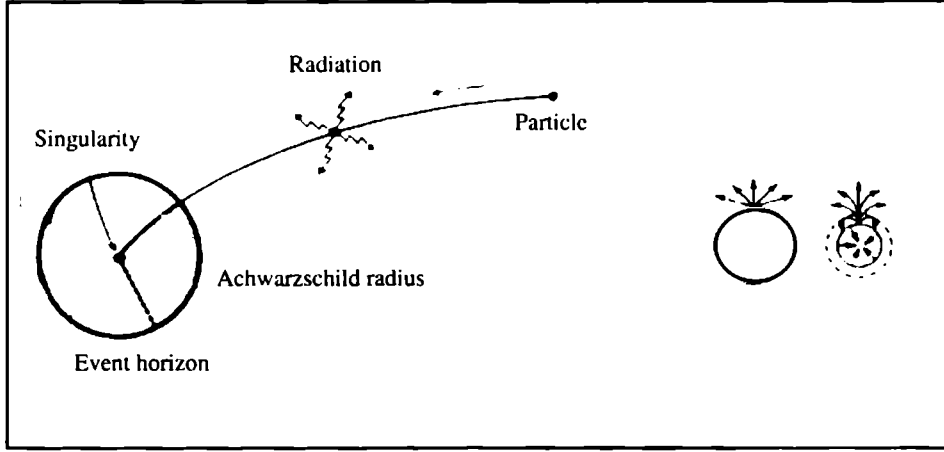 Radiation
Particle
Singularity
Achwarzschild radius
Event horizon